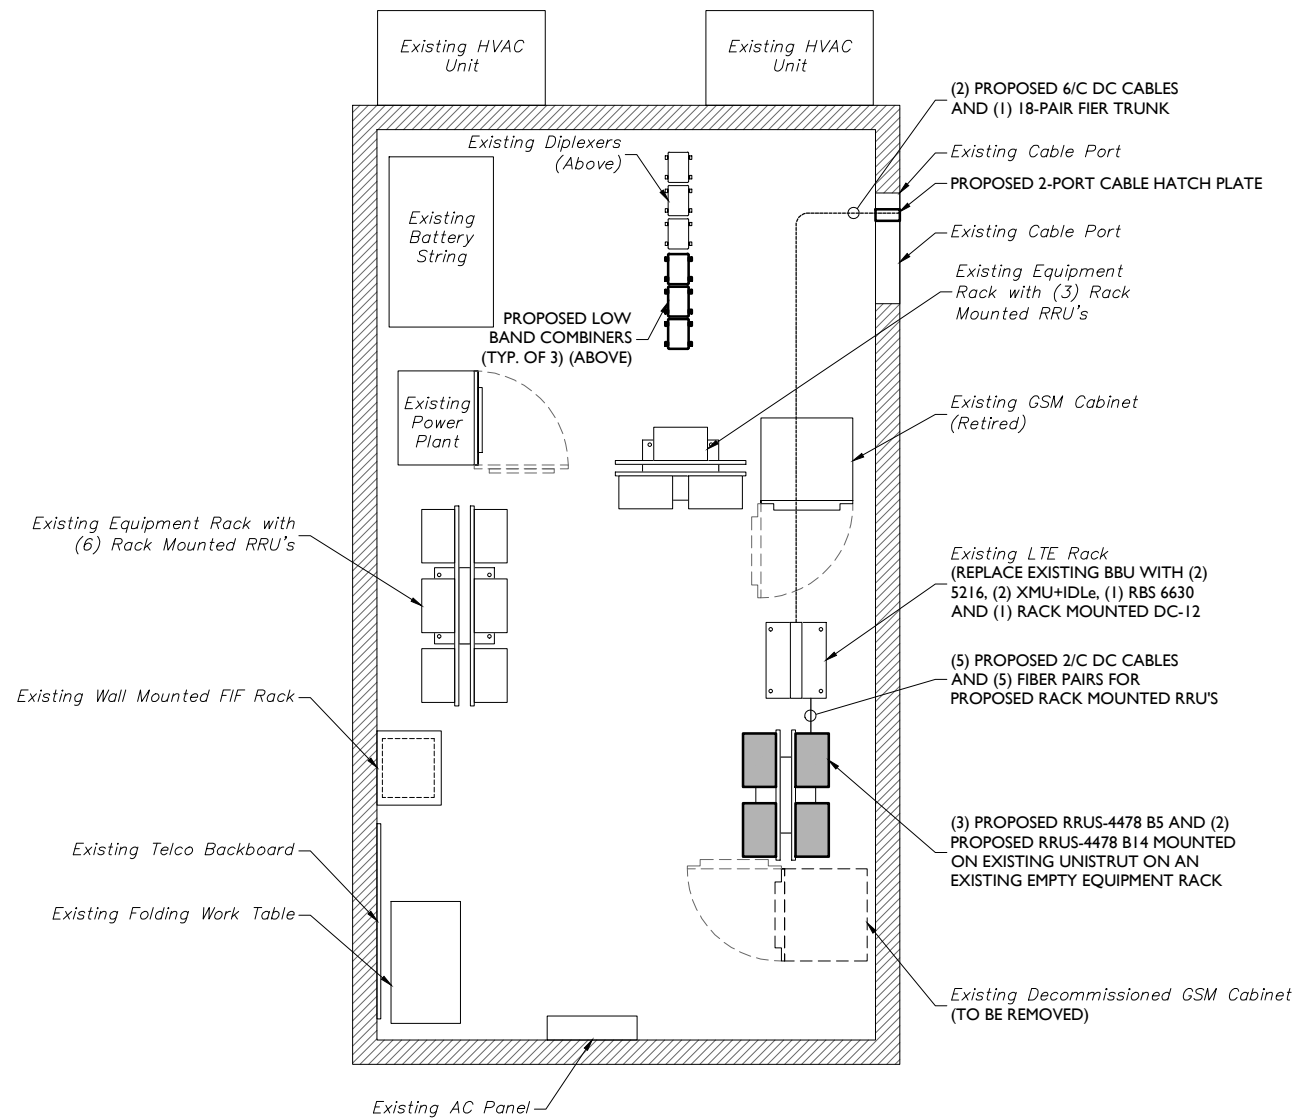 Existing HVAC
Unit
Existing HVAC
Unit
(2) PROPOSED 6/C DC CABLES
AND (1) 18-PAIR FIER TRUNK
Existing Diplexers
(Above)
Existing Cable Port
PROPOSED 2-PORT CABLE HATCH PLATE
Existing
Battery
String
Existing Cable Port
Existing Equipment
Rack with (3) Rack
Mounted RRU's
PROPOSED LOW
BAND COMBINERS
(TYP. OF 3) (ABOVE)
Existing
Power
Plant
Existing GSM Cabinet
(Retired)
Existing Equipment Rack with
(6) Rack Mounted RRU's
Existing LTE Rack
(REPLACE EXISTING BBU WITH (2)
5216, (2) XMU+IDLe, (1) RBS 6630
AND (1) RACK MOUNTED DC-12
(5) PROPOSED 2/C DC CABLES
AND (5) FIBER PAIRS FOR
PROPOSED RACK MOUNTED RRU'S
Existing Wall Mounted FIF Rack
(3) PROPOSED RRUS-4478 B5 AND (2)
PROPOSED RRUS-4478 B14 MOUNTED
ON EXISTING UNISTRUT ON AN
EXISTING EMPTY EQUIPMENT RACK
Existing Telco Backboard
Existing Folding Work Table
Existing Decommissioned GSM Cabinet
(TO BE REMOVED)
Existing AC Panel